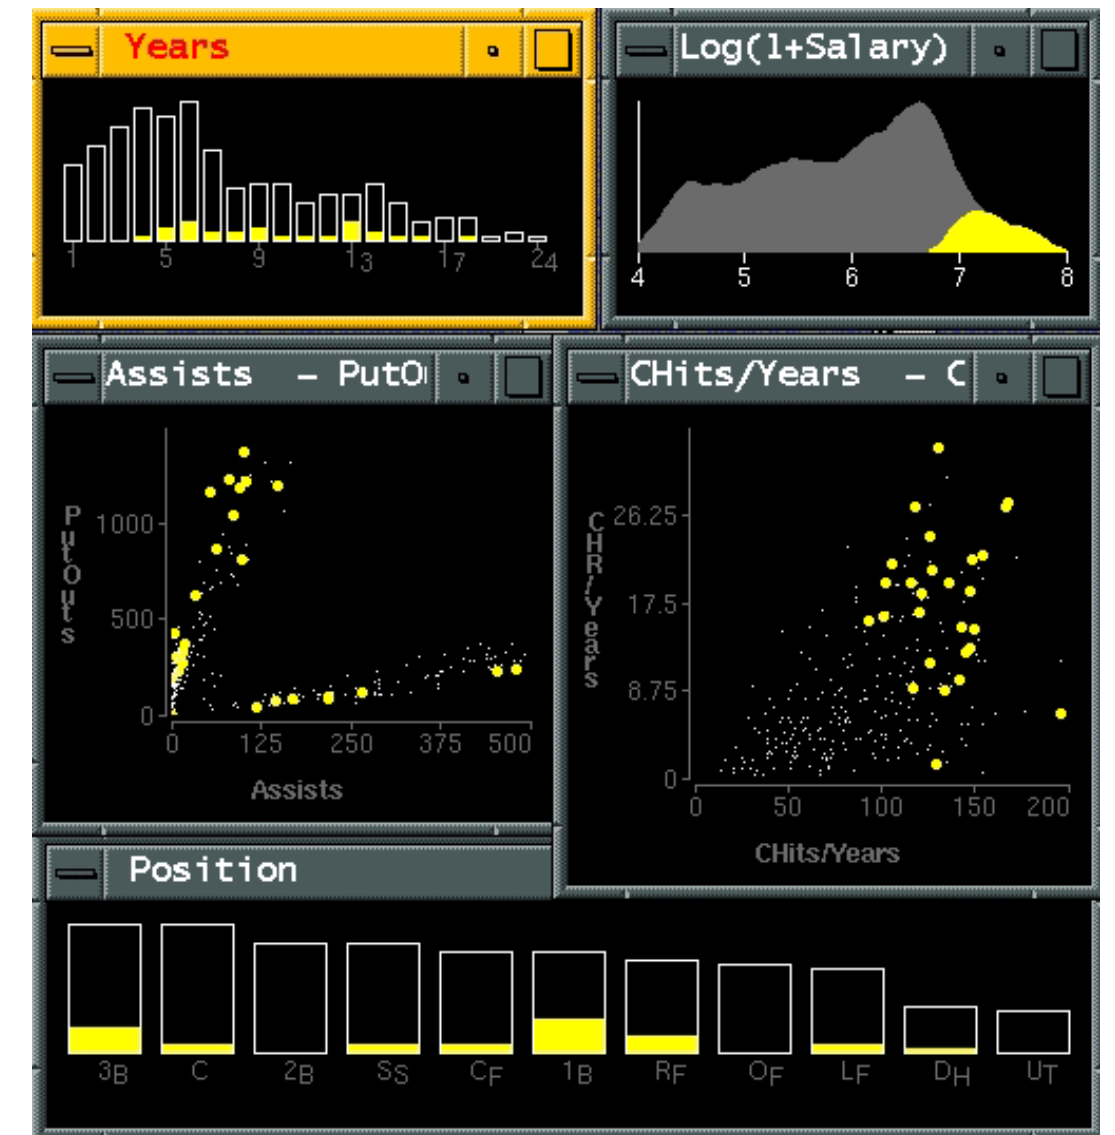 Years
1 5 9 13 17 24
Log(1+Salary)
4 5 6 7 8
Assists – PutOu
PutOuts
1000
500
0
0 125 250 375 500
Assists
CHits/Years – C
CHR/Years
26.25
17.5
8.75
0
0 50 100 150 200
CHits/Years
Position
3B C 2B SS CF 1B RF OF LF DH UT